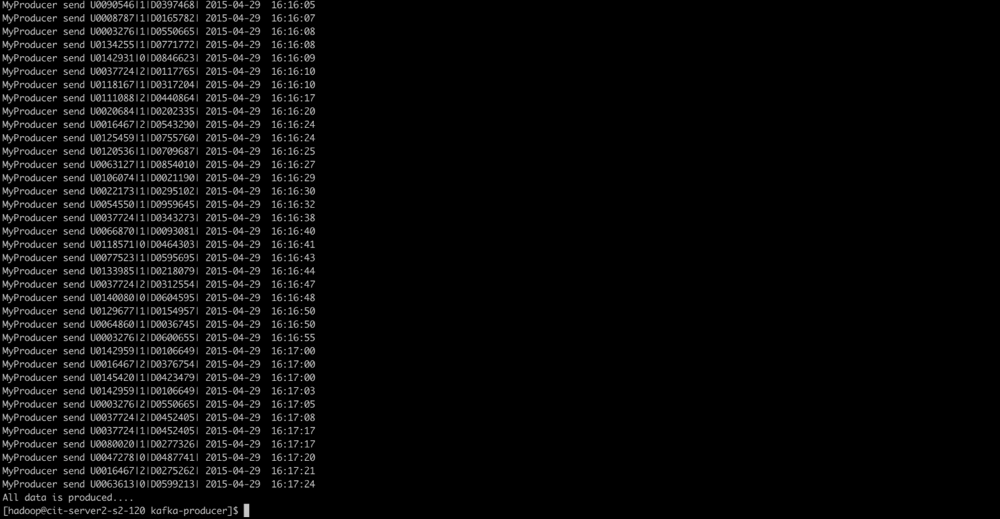 MyProducer send U0090546|1|D0397468| 2015-04-29  16:16:05
MyProducer send U0008787|1|D0165782| 2015-04-29  16:16:07
MyProducer send U0003276|1|D0550665| 2015-04-29  16:16:08
MyProducer send U0134255|1|D0771772| 2015-04-29  16:16:08
MyProducer send U0142931|0|D0846623| 2015-04-29  16:16:09
MyProducer send U0037724|2|D0117765| 2015-04-29  16:16:10
MyProducer send U0118167|1|D0317204| 2015-04-29  16:16:10
MyProducer send U0111088|2|D0440864| 2015-04-29  16:16:17
MyProducer send U0020684|1|D0202335| 2015-04-29  16:16:20
MyProducer send U0016467|2|D0543290| 2015-04-29  16:16:24
MyProducer send U0125459|1|D0755760| 2015-04-29  16:16:24
MyProducer send U0120536|1|D0709687| 2015-04-29  16:16:25
MyProducer send U0063127|1|D0854010| 2015-04-29  16:16:27
MyProducer send U0106074|1|D0021190| 2015-04-29  16:16:29
MyProducer send U0022173|1|D0295102| 2015-04-29  16:16:30
MyProducer send U0054550|1|D0959645| 2015-04-29  16:16:32
MyProducer send U0037724|1|D0343273| 2015-04-29  16:16:38
MyProducer send U0066870|1|D0093081| 2015-04-29  16:16:40
MyProducer send U0118571|0|D0464303| 2015-04-29  16:16:41
MyProducer send U0077523|1|D0595695| 2015-04-29  16:16:43
MyProducer send U0133985|1|D0218079| 2015-04-29  16:16:44
MyProducer send U0037724|2|D0312554| 2015-04-29  16:16:47
MyProducer send U0140080|0|D0604595| 2015-04-29  16:16:48
MyProducer send U0129677|1|D0154957| 2015-04-29  16:16:50
MyProducer send U0064860|1|D0036745| 2015-04-29  16:16:50
MyProducer send U0003276|2|D0600655| 2015-04-29  16:16:55
MyProducer send U0142959|1|D0106649| 2015-04-29  16:17:00
MyProducer send U0016467|2|D0376754| 2015-04-29  16:17:00
MyProducer send U0145420|1|D0423479| 2015-04-29  16:17:00
MyProducer send U0142959|1|D0106649| 2015-04-29  16:17:03
MyProducer send U0003276|2|D0550665| 2015-04-29  16:17:05
MyProducer send U0037724|2|D0452405| 2015-04-29  16:17:08
MyProducer send U0037724|1|D0452405| 2015-04-29  16:17:17
MyProducer send U0080020|1|D0277326| 2015-04-29  16:17:17
MyProducer send U0047278|0|D0487741| 2015-04-29  16:17:20
MyProducer send U0016467|2|D0275262| 2015-04-29  16:17:21
MyProducer send U0063613|0|D0599213| 2015-04-29  16:17:24
All data is produced....
[hadoop@cit-server2-s2-120 kafka-producer]$